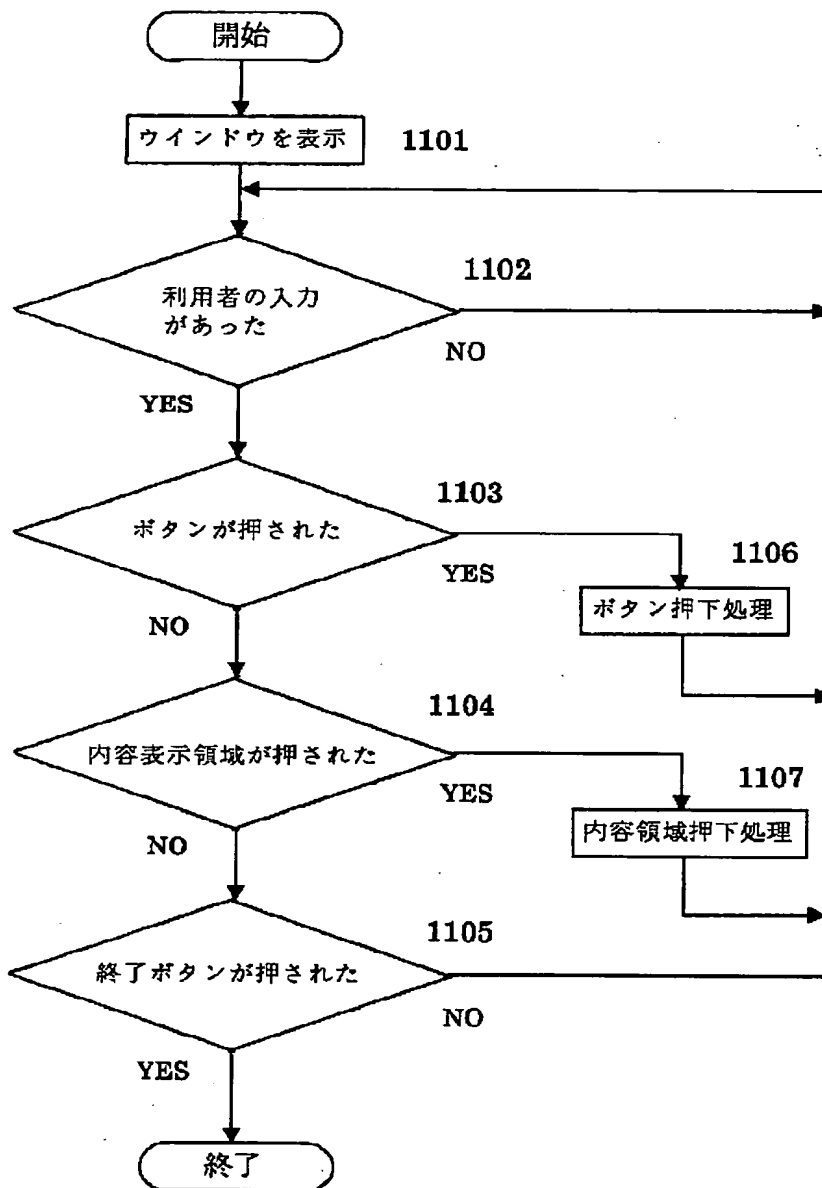 開始
ウインドウを表示
1101
利用者の入力
があった
1102
NO
YES
ボタンが押された
1103
YES
1106
ボタン押下処理
NO
内容表示領域が押された
1104
YES
1107
内容領域押下処理
NO
終了ボタンが押された
1105
NO
YES
終了